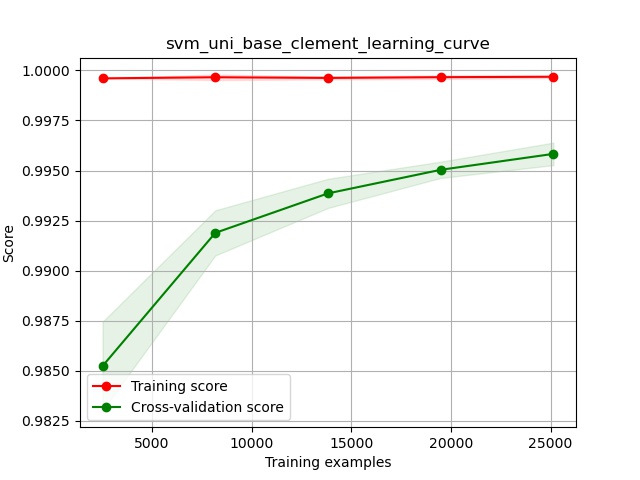 svm_uni_base_clement_learning_curve
1.0000
0.9975
0.9950
0.9925
0.9900
0.9875
0.9850
0.9825
Score
Training score
Cross-validation score
5000 10000 15000 20000 25000
Training examples